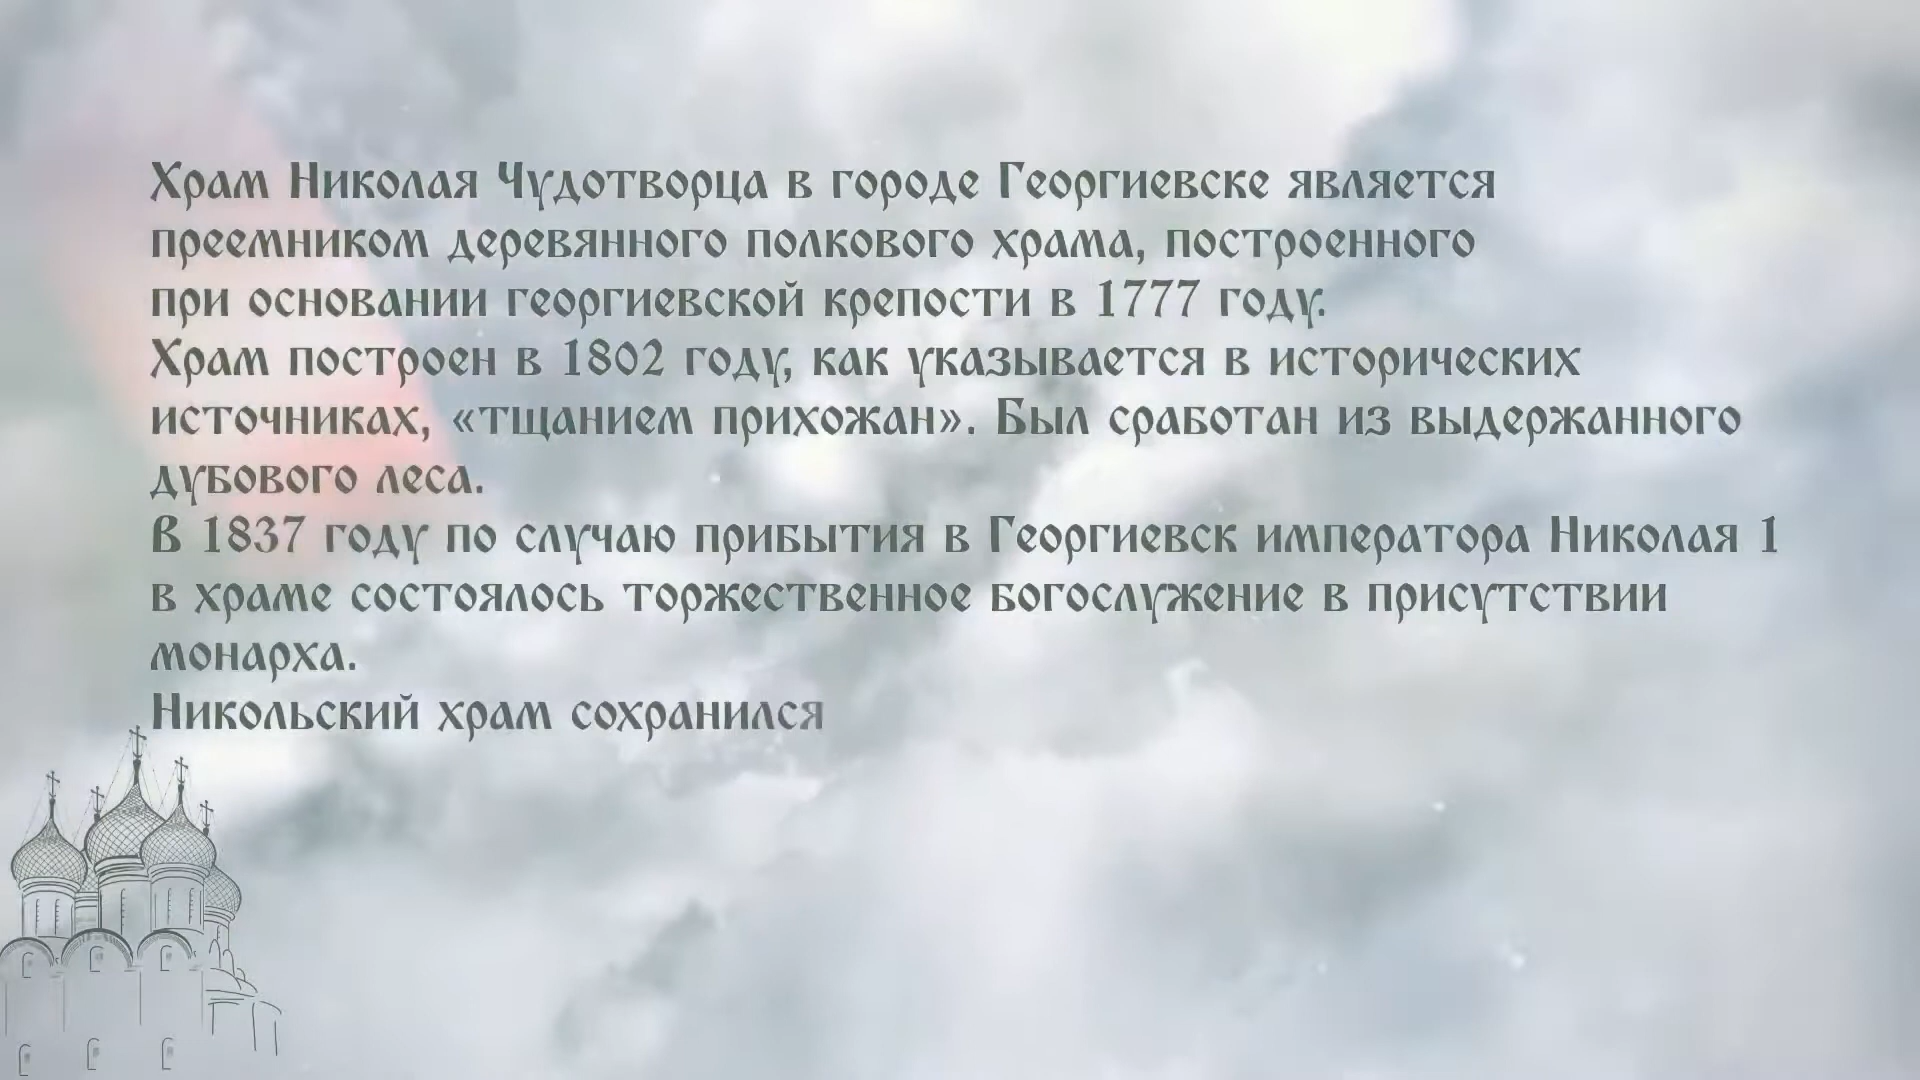 Храм Николая Чудотворца в городе Георгиевске является
преемником деревянного полкового храма, построенного
при основании георгиевской крепости в 1777 году.
Храм построен в 1802 году, как указывается в исторических
источниках, «тщанием прихожан». Был сработан из выдержанного
дубового леса.
В 1837 году по случаю прибытия в Георгиевск императора Николая 1
в храме состоялось торжественное богослужение в присутствии
монарха.
Никольский храм сохранился